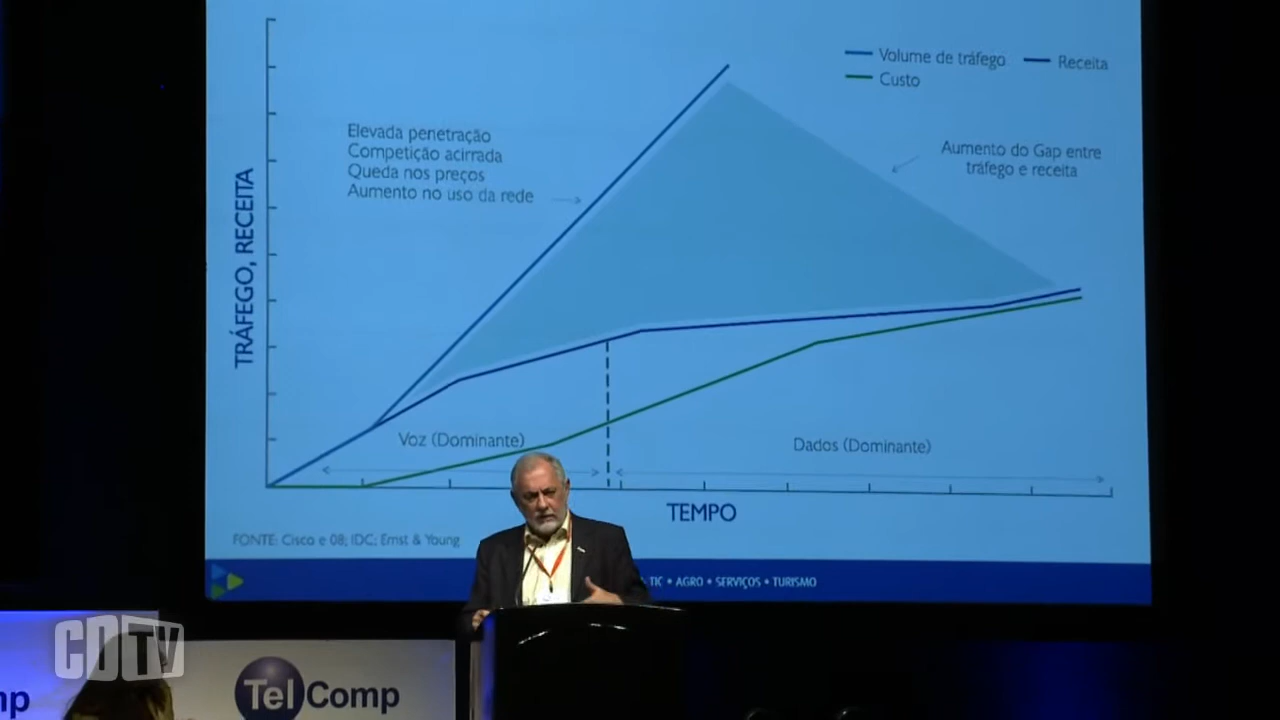 Volume de tráfego
Receita
Custo
Elevada penetração
Competição acirrada
Queda nos preços
Aumento no uso da rede
Aumento do Gap entre
tráfego e receita
TRÁFEGO, RECEITA
Voz (Dominante)
Dados (Dominante)
TEMPO
FONTE: Cisco e 08; IDC; Ernst & Young
TIC • AGRO • SERVIÇOS • TURISMO
CDTV
mp
TelComp